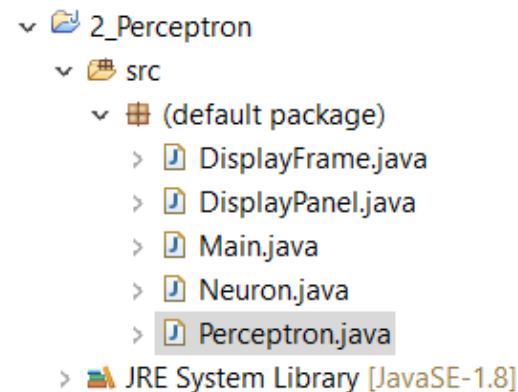 2_Perceptron
src
(default package)
DisplayFrame.java
DisplayPanel.java
Main.java
Neuron.java
Perceptron.java
JRE System Library [JavaSE-1.8]